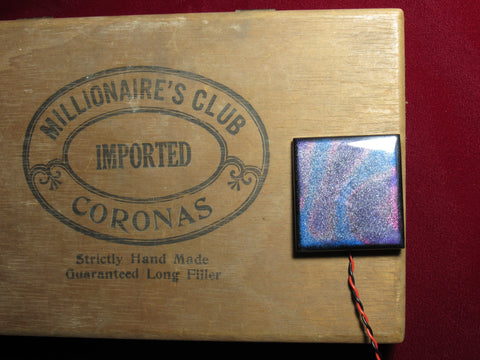 MILLIONAIRE'S CLUB
IMPORTED
CORONAS
Strictly Hand Made
Guaranteed Long Filler